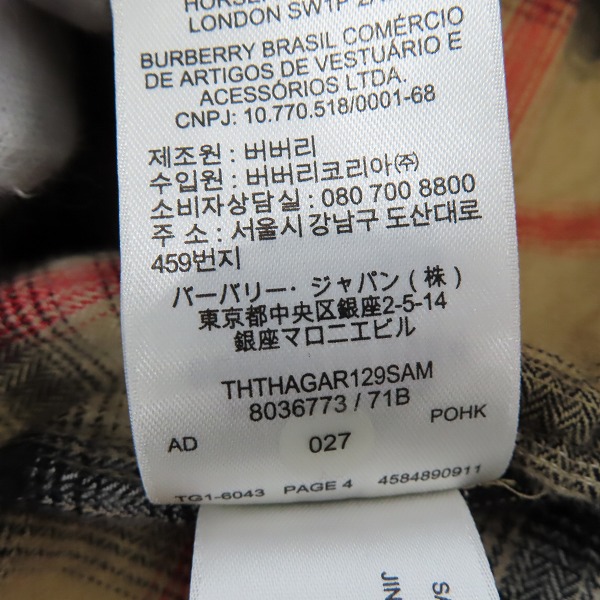 LONDON SW1P
BURBERRY BRASIL COMÉRCIO
DE ARTIGOS DE VESTUÁRIO E
ACESSÓRIOS LTDA.
CNPJ: 10.770.518/0001-68
제조원 : 버버리
수입원 : 버버리코리아㈜
소비자상담실 : 080 700 8800
주 소 : 서울시 강남구 도산대로
459번지
バーバリー・ジャパン(株)
東京都中央区銀座2-5-14
銀座マロニエビル
THTHAGAR129SAM
8036773 / 71B
AD 027 POHK
TG1-6043 PAGE 4 4584890911